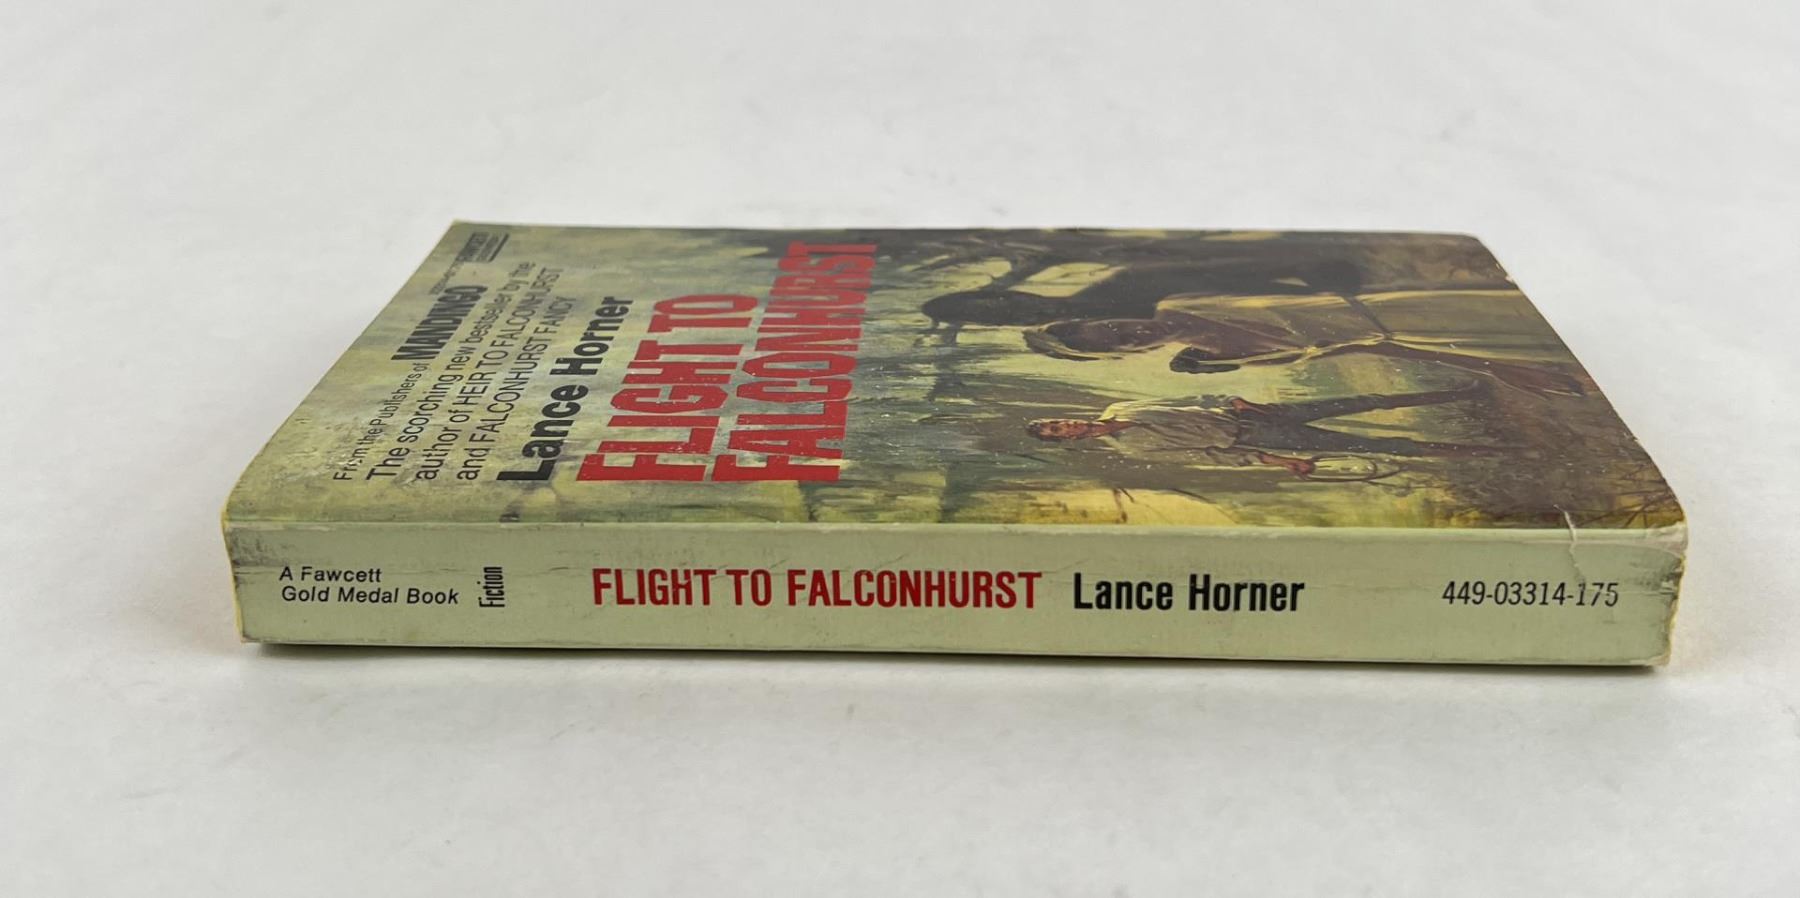 From the Publishers of MANDINGO
The scorching new bestseller by the
author of HEIR TO FALCONHURST
and FALCONHURST FANCY
Lance Horner
FLIGHT TO
FALCONHURST
A Fawcett
Gold Medal Book
Fiction
FLIGHT TO FALCONHURST Lance Horner
449-03314-175